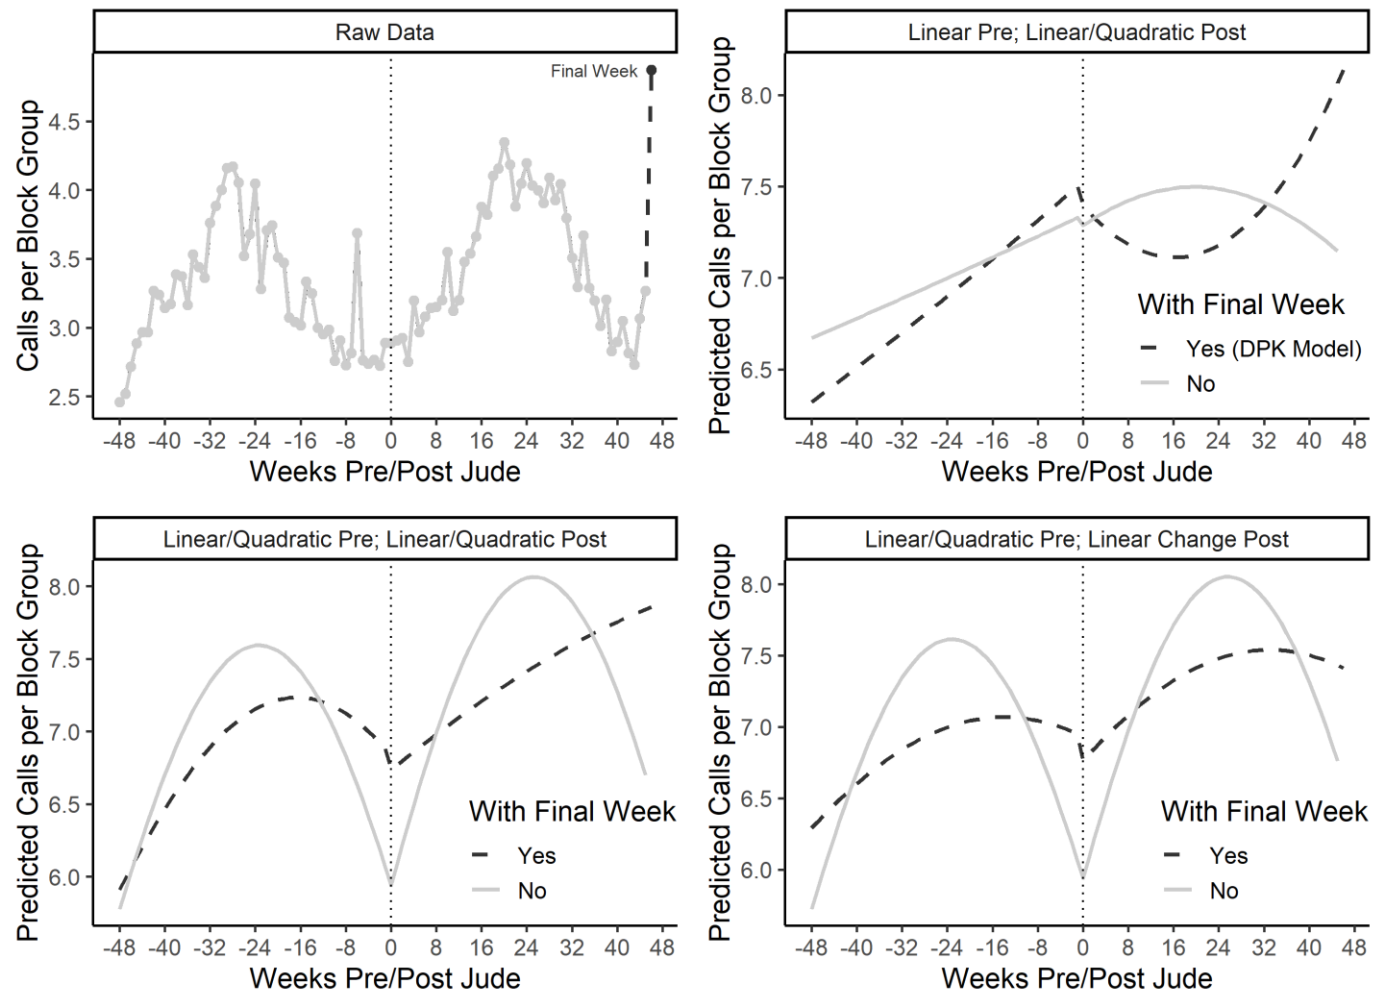 Raw Data
Calls per Block Group
4.5
4.0
3.5
3.0
2.5
Final Week
-48 -40 -32 -24 -16 -8 0 8 16 24 32 40 48
Weeks Pre/Post Jude
Linear Pre; Linear/Quadratic Post
Predicted Calls per Block Group
8.0
7.5
7.0
6.5
With Final Week
Yes (DPK Model)
No
-48 -40 -32 -24 -16 -8 0 8 16 24 32 40 48
Weeks Pre/Post Jude
Linear/Quadratic Pre; Linear/Quadratic Post
Predicted Calls per Block Group
8.0
7.5
7.0
6.5
6.0
With Final Week
Yes
No
-48 -40 -32 -24 -16 -8 0 8 16 24 32 40 48
Weeks Pre/Post Jude
Linear/Quadratic Pre; Linear Change Post
Predicted Calls per Block Group
8.0
7.5
7.0
6.5
6.0
With Final Week
Yes
No
-48 -40 -32 -24 -16 -8 0 8 16 24 32 40 48
Weeks Pre/Post Jude